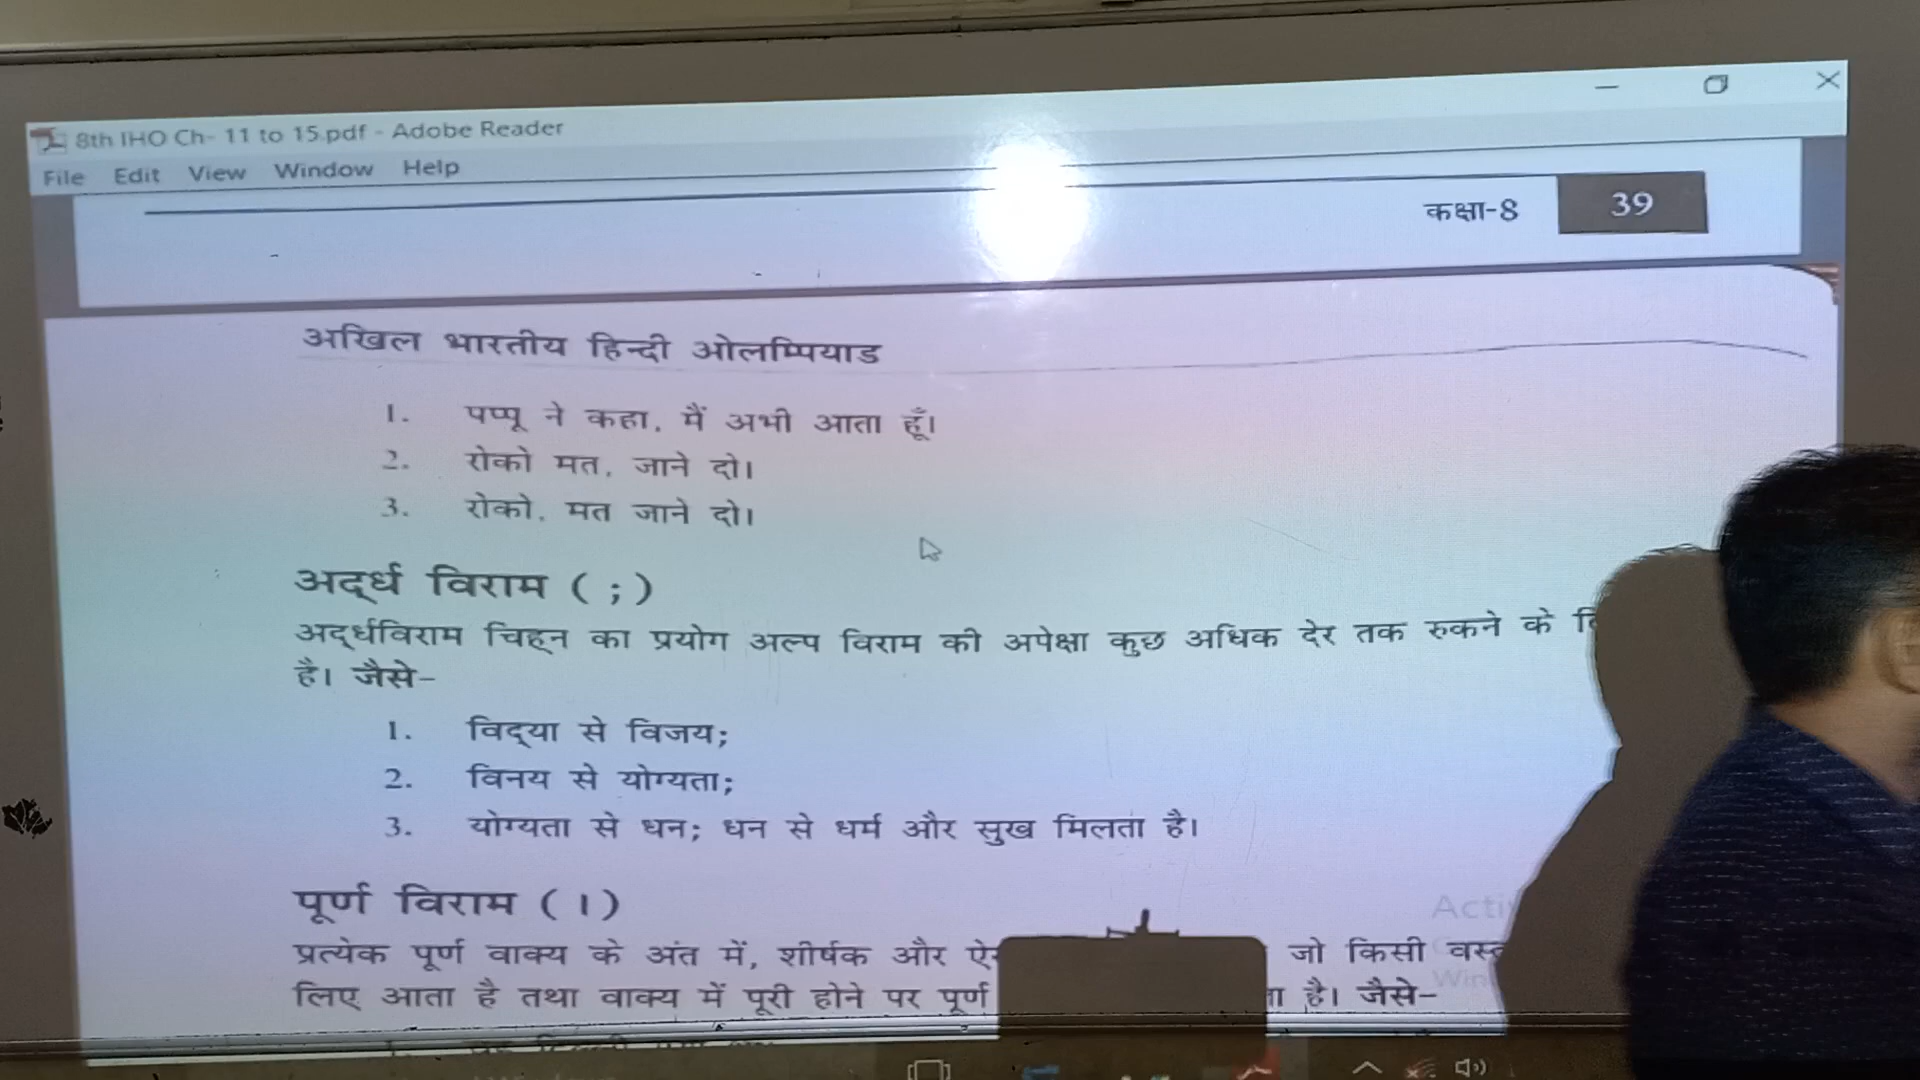 8th IHO Ch- 11 to 15.pdf - Adobe Reader
File Edit View Window Help
कक्षा-8 39
अखिल भारतीय हिन्दी ओलम्पियाड
1. पप्पू ने कहा, मैं अभी आता हूँ।
2. रोको मत, जाने दो।
3. रोको, मत जाने दो।
अर्द्ध विराम ( ; )
अर्द्धविराम चिह्न का प्रयोग अल्प विराम की अपेक्षा कुछ अधिक देर तक रुकने के
है। जैसे-
1. विद्या से विजय;
2. विनय से योग्यता;
3. योग्यता से धन; धन से धर्म और सुख मिलता है।
पूर्ण विराम ( । )
प्रत्येक पूर्ण वाक्य के अंत में, शीर्षक और जो किसी
लिए आता है तथा वाक्य में पूरी होने पर पूर्ण है। जैसे-